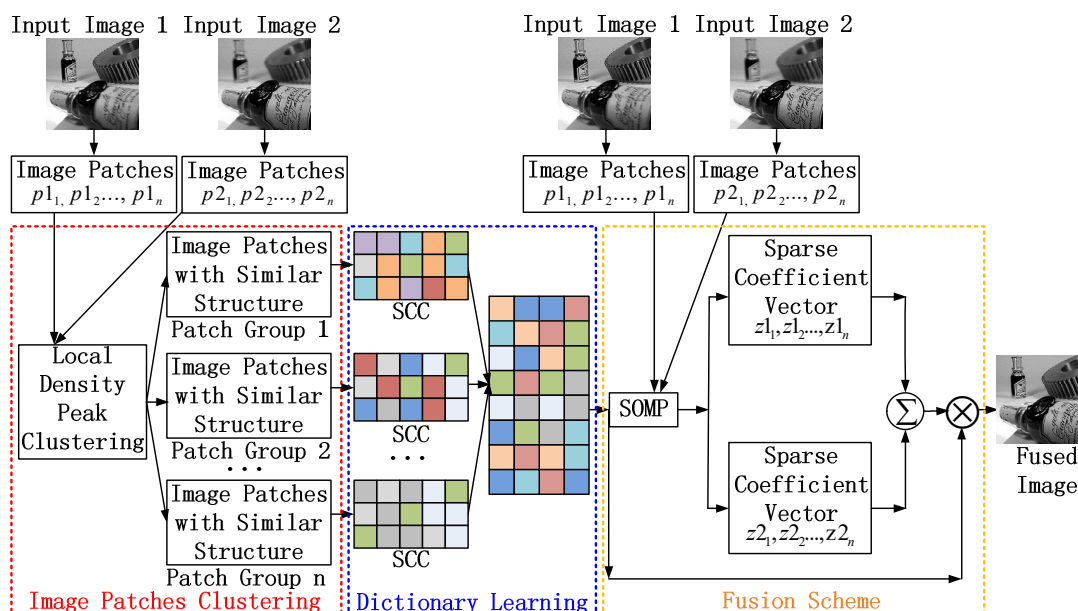 Input Image 1 Input Image 2
Input Image 1 Input Image 2
Image Patches
p1₁, p1₂..., p1ₙ
Image Patches
p2₁, p2₂..., p2ₙ
Image Patches
p1₁, p1₂..., p1ₙ
Image Patches
p2₁, p2₂..., p2ₙ
Local
Density
Peak
Clustering
Image Patches
with Similar
Structure
Patch Group 1
Image Patches
with Similar
Structure
Patch Group 2
...
Image Patches
with Similar
Structure
Patch Group n
Image Patches Clustering
SCC
SCC
...
SCC
Dictionary Learning
SOMP
Sparse
Coefficient
Vector
z1₁,z1₂...,z1ₙ
Sparse
Coefficient
Vector
z2₁,z2₂...,z2ₙ
Σ
Fusion Scheme
Fused
Image